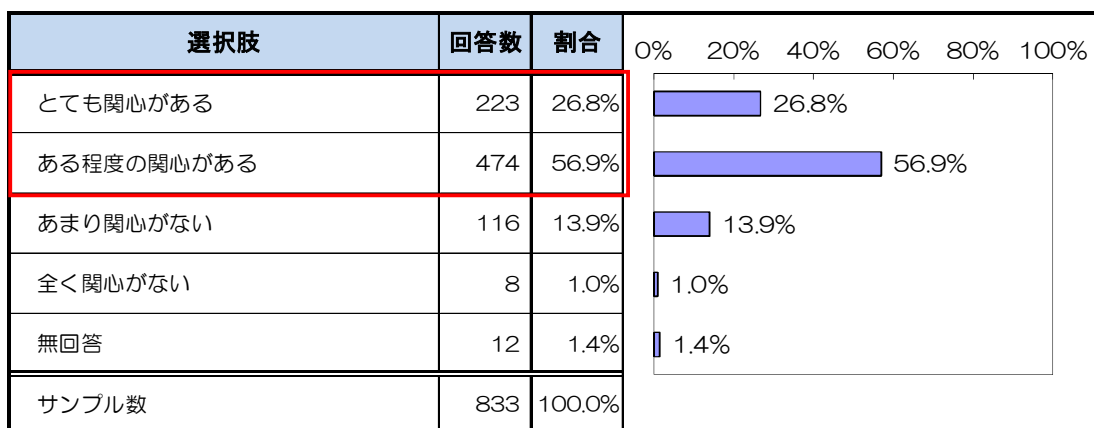 選択肢 回答数 割合 0% 20% 40% 60% 80% 100%
とても関心がある 223 26.8% 26.8%
ある程度の関心がある 474 56.9% 56.9%
あまり関心がない 116 13.9% 13.9%
全く関心がない 8 1.0% 1.0%
無回答 12 1.4% 1.4%
サンプル数 833 100.0%